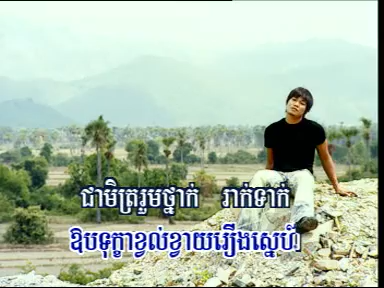 ជាមិត្តរួមថ្នាក់ រាក់ទាក់
ឱបទុក្ខាខ្វល់ខ្វាយរឿងស្នេហ៍